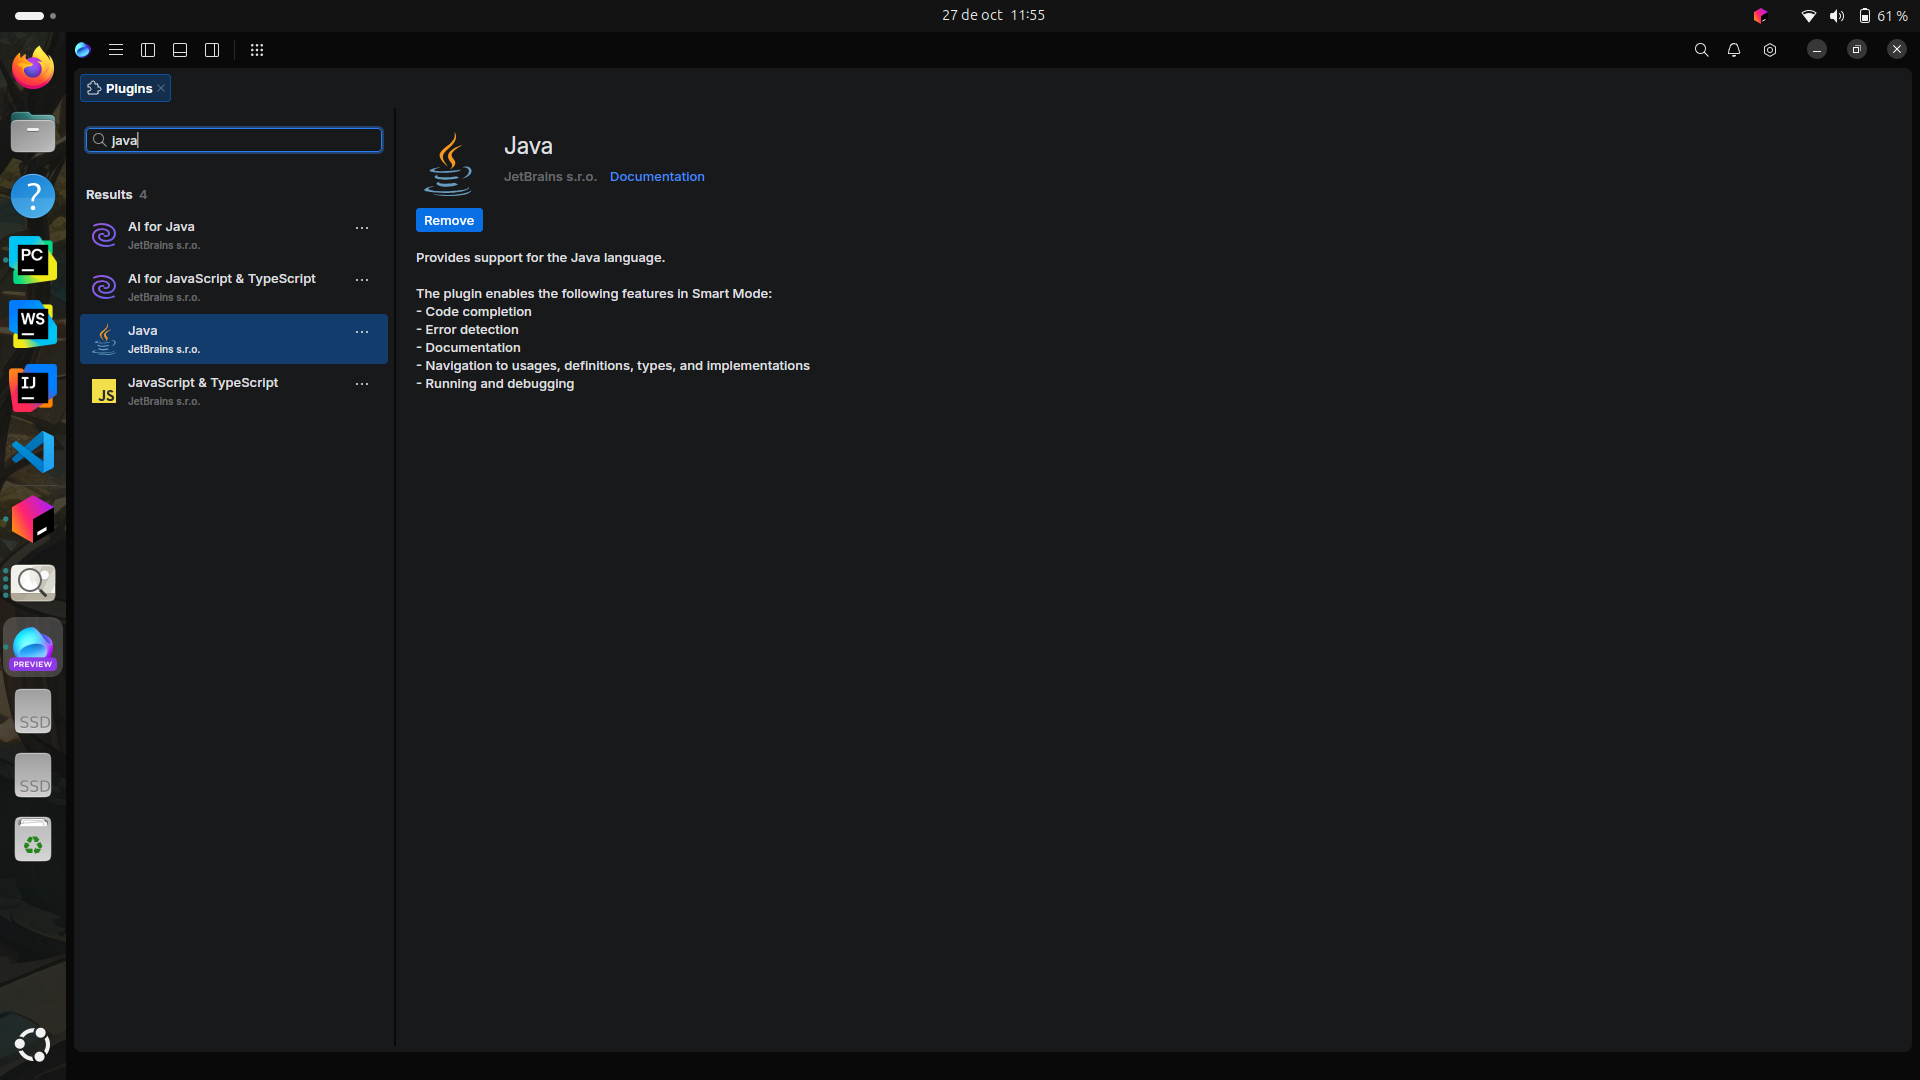 27 de oct 11:55
61 %
Plugins
java
Results 4
AI for Java
JetBrains s.r.o.
AI for JavaScript & TypeScript
JetBrains s.r.o.
Java
JetBrains s.r.o.
JS
JavaScript & TypeScript
JetBrains s.r.o.
Java
JetBrains s.r.o. Documentation
Remove
Provides support for the Java language.
The plugin enables the following features in Smart Mode:
- Code completion
- Error detection
- Documentation
- Navigation to usages, definitions, types, and implementations
- Running and debugging
?
PC
WS
IJ
PREVIEW
SSD
SSD